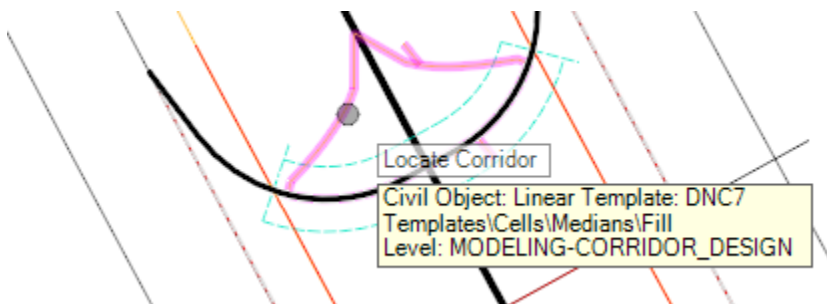 Locate Corridor
Civil Object: Linear Template: DNC7
Templates\Cells\Medians\Fill
Level: MODELING-CORRIDOR_DESIGN